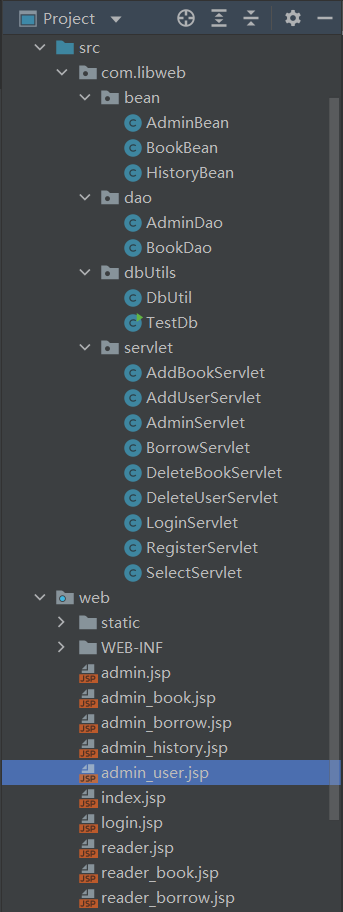 Project
src
com.libweb
bean
AdminBean
BookBean
HistoryBean
dao
AdminDao
BookDao
dbUtils
DbUtil
TestDb
servlet
AddBookServlet
AddUserServlet
AdminServlet
BorrowServlet
DeleteBookServlet
DeleteUserServlet
LoginServlet
RegisterServlet
SelectServlet
web
static
WEB-INF
admin.jsp
admin_book.jsp
admin_borrow.jsp
admin_history.jsp
admin_user.jsp
index.jsp
login.jsp
reader.jsp
reader_book.jsp
reader_borrow.jsp